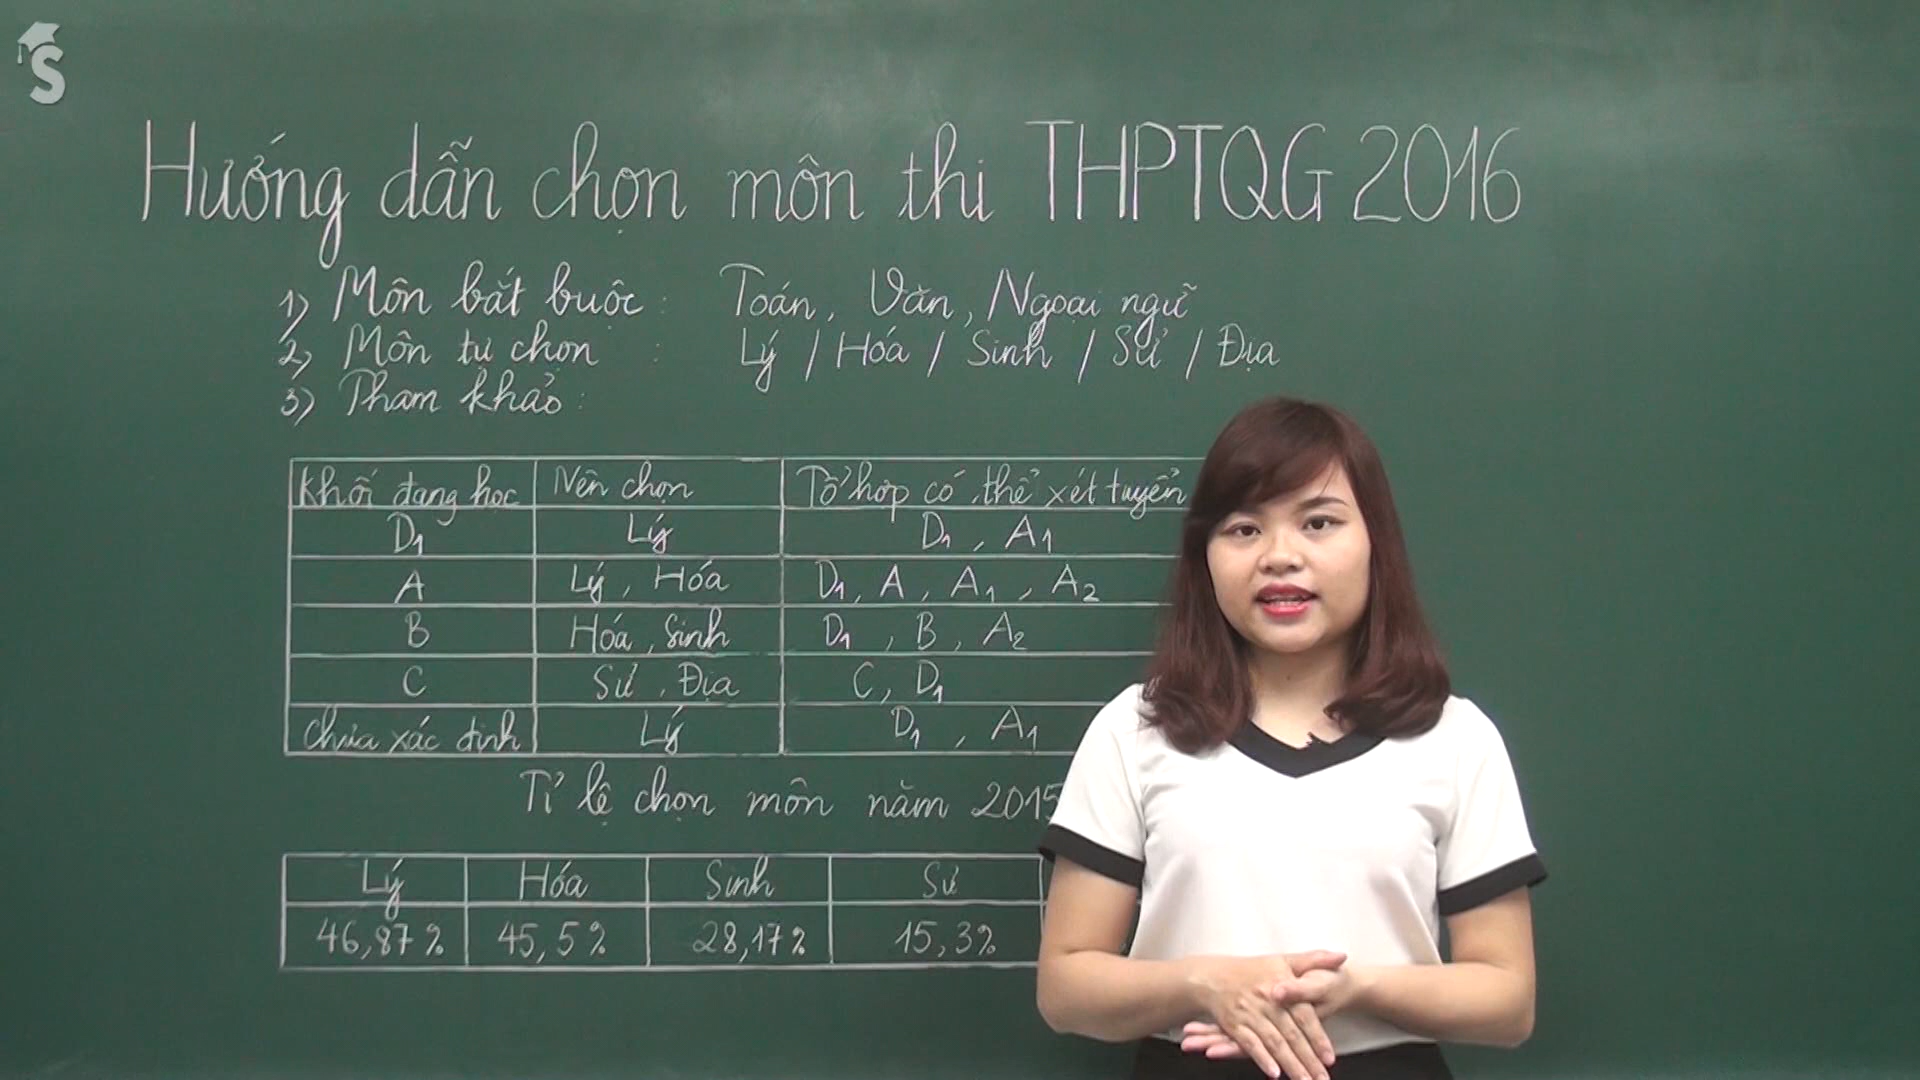 S
Hướng dẫn chọn môn thi THPTQG 2016
1) Môn bắt buộc : Toán, Văn, Ngoại ngữ
2) Môn tự chọn : Lý / Hóa / Sinh / Sử / Địa
3) Tham khảo :
Khối đang học Nên chọn Tổ hợp có thể xét tuyển
D1 Lý D1, A1
A Lý, Hóa D1, A, A1, A2
B Hóa, Sinh D1, B, A2
C Sử, Địa C, D1
Chưa xác định Lý D1, A1
Tỉ lệ chọn môn năm 2015
Lý Hóa Sinh Sử
46,87% 45,5% 28,17% 15,3%